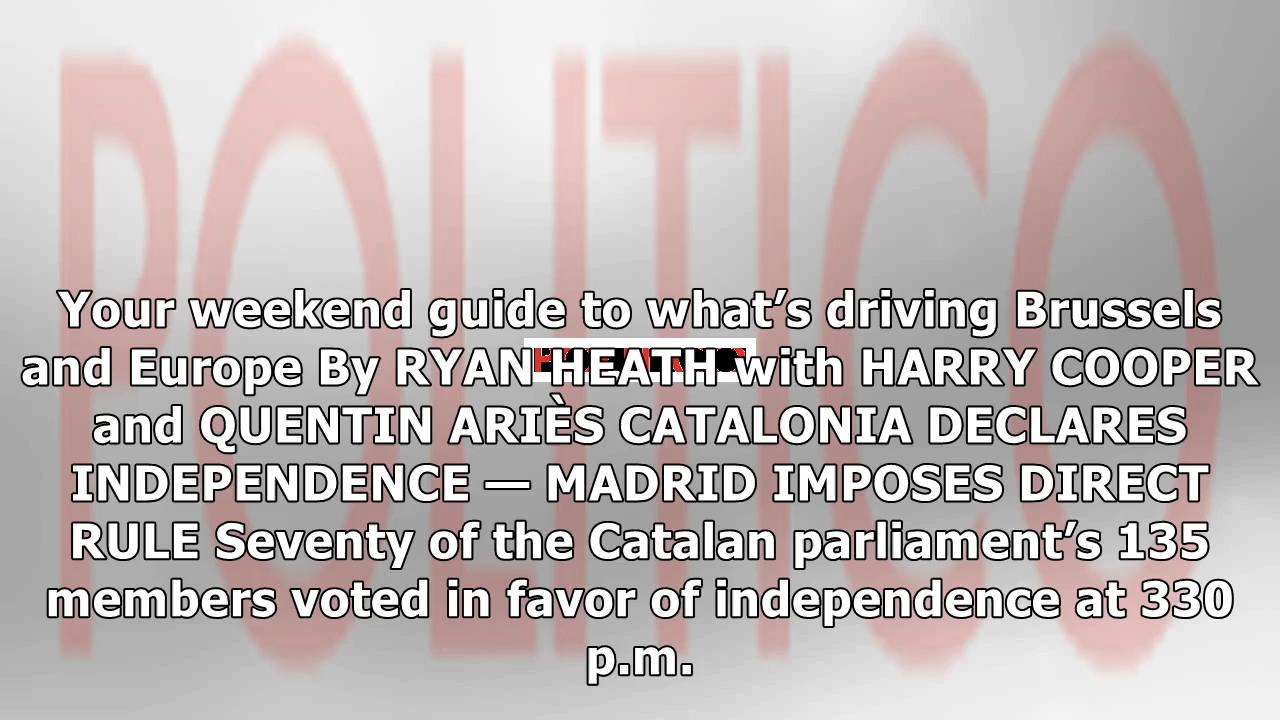 POLITICO
Your weekend guide to what’s driving Brussels
and Europe By RYAN HEATH with HARRY COOPER
and QUENTIN ARIÈS CATALONIA DECLARES
INDEPENDENCE — MADRID IMPOSES DIRECT
RULE Seventy of the Catalan parliament’s 135
members voted in favor of independence at 330
p.m.